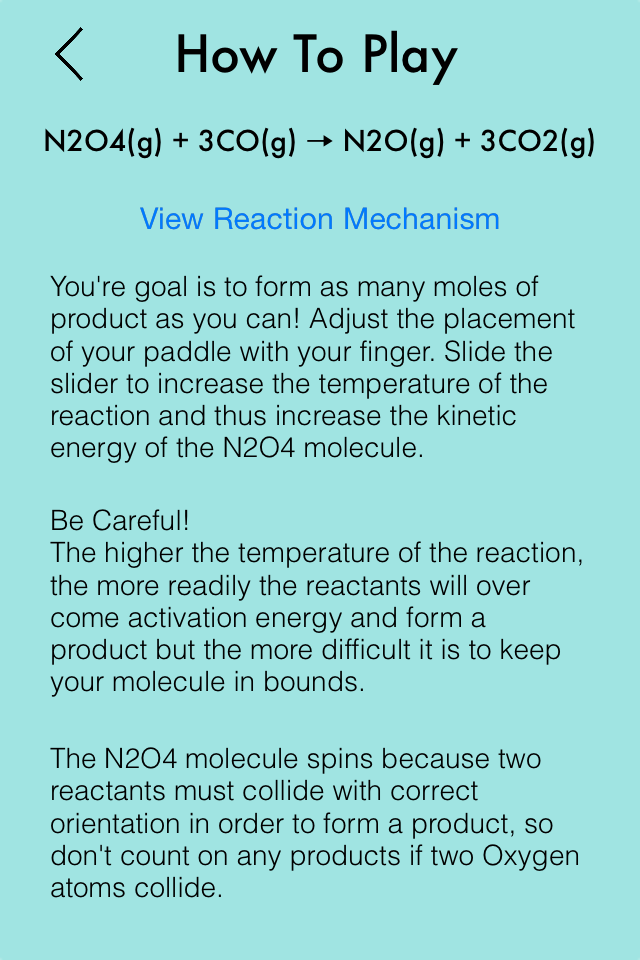 How To Play
N2O4(g) + 3CO(g) → N2O(g) + 3CO2(g)
View Reaction Mechanism
You're goal is to form as many moles of
product as you can! Adjust the placement
of your paddle with your finger. Slide the
slider to increase the temperature of the
reaction and thus increase the kinetic
energy of the N2O4 molecule.
Be Careful!
The higher the temperature of the reaction,
the more readily the reactants will over
come activation energy and form a
product but the more difficult it is to keep
your molecule in bounds.
The N2O4 molecule spins because two
reactants must collide with correct
orientation in order to form a product, so
don't count on any products if two Oxygen
atoms collide.